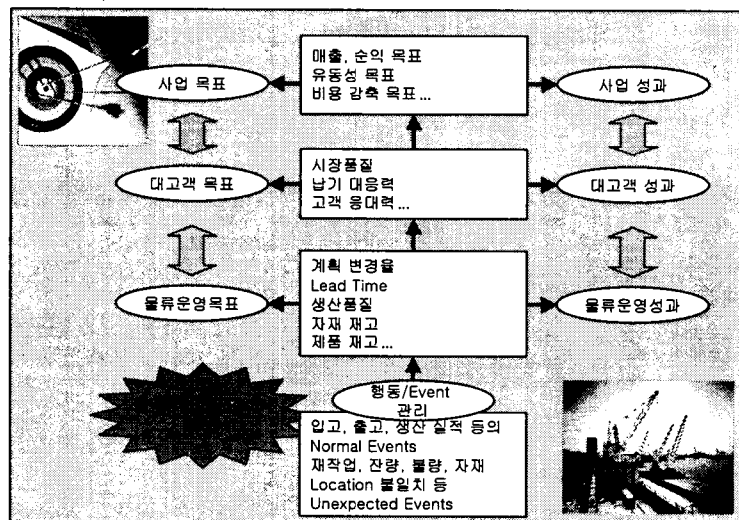 매출, 순익 목표
유동성 목표
비용 감축 목표...
사업 목표
사업 성과
시장품질
납기 대응력
고객 응대력...
대고객 목표
대고객 성과
계획 변경율
Lead Time
생산품질
자재 재고
제품 재고...
물류운영목표
물류운영성과
행동/Event
관리
입고, 출고, 생산 실적 등의
Normal Events
재작업, 잔량, 불량, 자재
Location 불일치 등
Unexpected Events